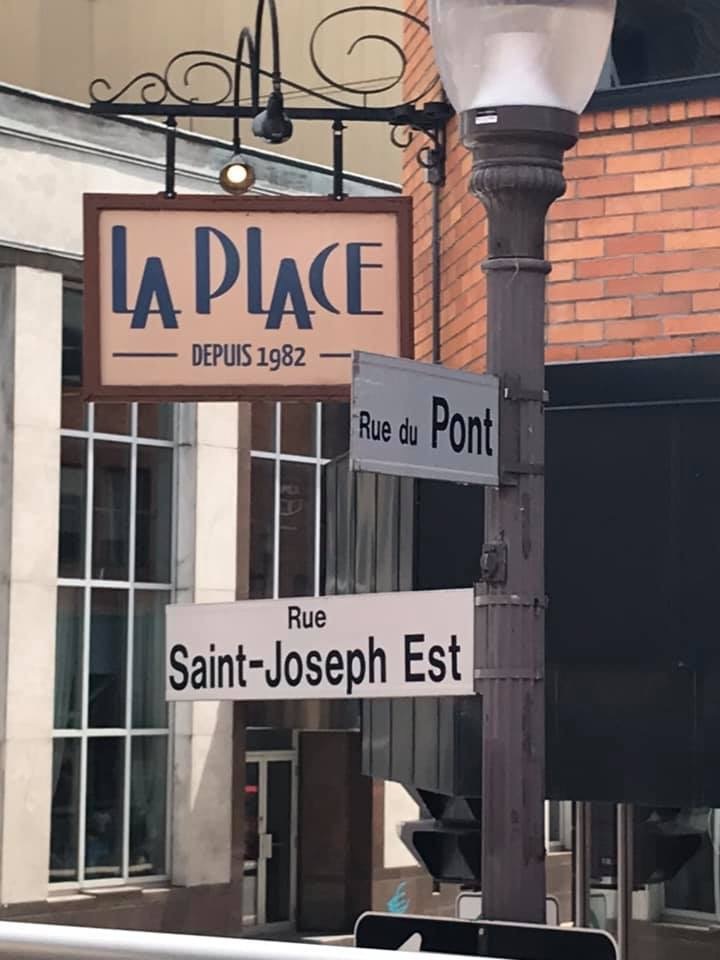 LA PLACE
DEPUIS 1982
Rue du Pont
Rue
Saint-Joseph Est